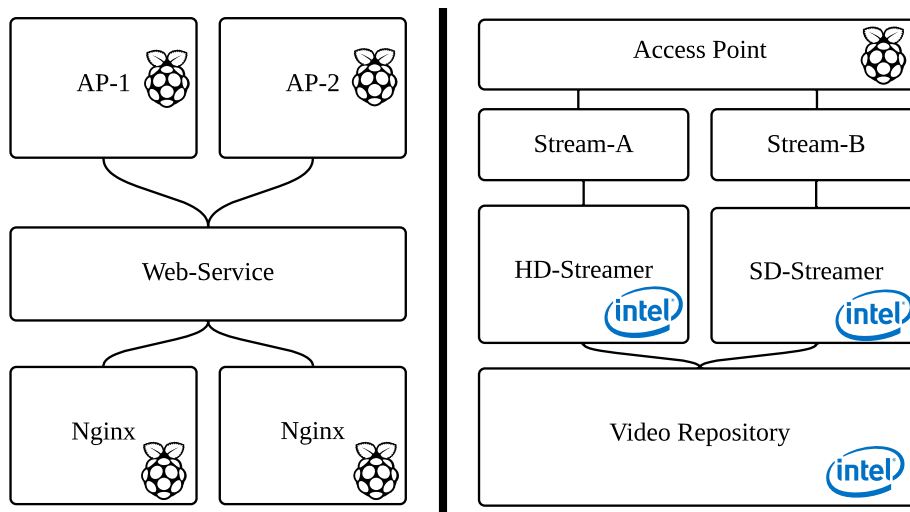 AP-1
AP-2
Web-Service
Nginx
Nginx
Access Point
Stream-A
Stream-B
HD-Streamer
intel
SD-Streamer
intel
Video Repository
intel